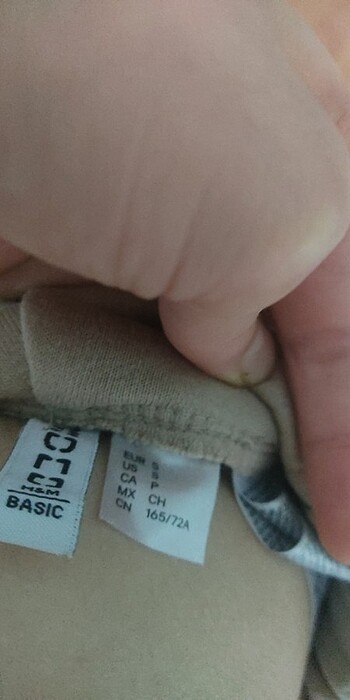 H&M
BASIC
EUR S
US S
CA P
MX CH
CN 165/72A